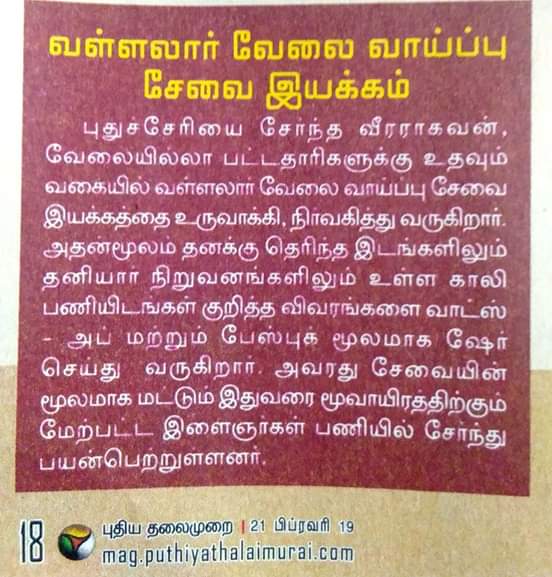 வள்ளலார் வேலை வாய்ப்பு
சேவை இயக்கம்
புதுச்சேரியை சேர்ந்த வீரராகவன்,
வேலையில்லா பட்டதாரிகளுக்கு உதவும்
வகையில் வள்ளலார் வேலை வாய்ப்பு சேவை
இயக்கத்தை உருவாக்கி, நிர்வகித்து வருகிறார்.
அதன்மூலம் தனக்கு தெரிந்த இடங்களிலும்
தனியார் நிறுவனங்களிலும் உள்ள காலி
பணியிடங்கள் குறித்த விவரங்களை வாட்ஸ்
- அப் மற்றும் பேஸ்புக் மூலமாக ஷேர்
செய்து வருகிறார். அவரது சேவையின்
மூலமாக மட்டும் இதுவரை மூவாயிரத்திற்கும்
மேற்பட்ட இளைஞர்கள் பணியில் சேர்ந்து
பயன்பெற்றுள்ளனர்.
18 புதிய தலைமுறை | 21 பிப்ரவரி 19
mag.puthiyathalaimurai.com